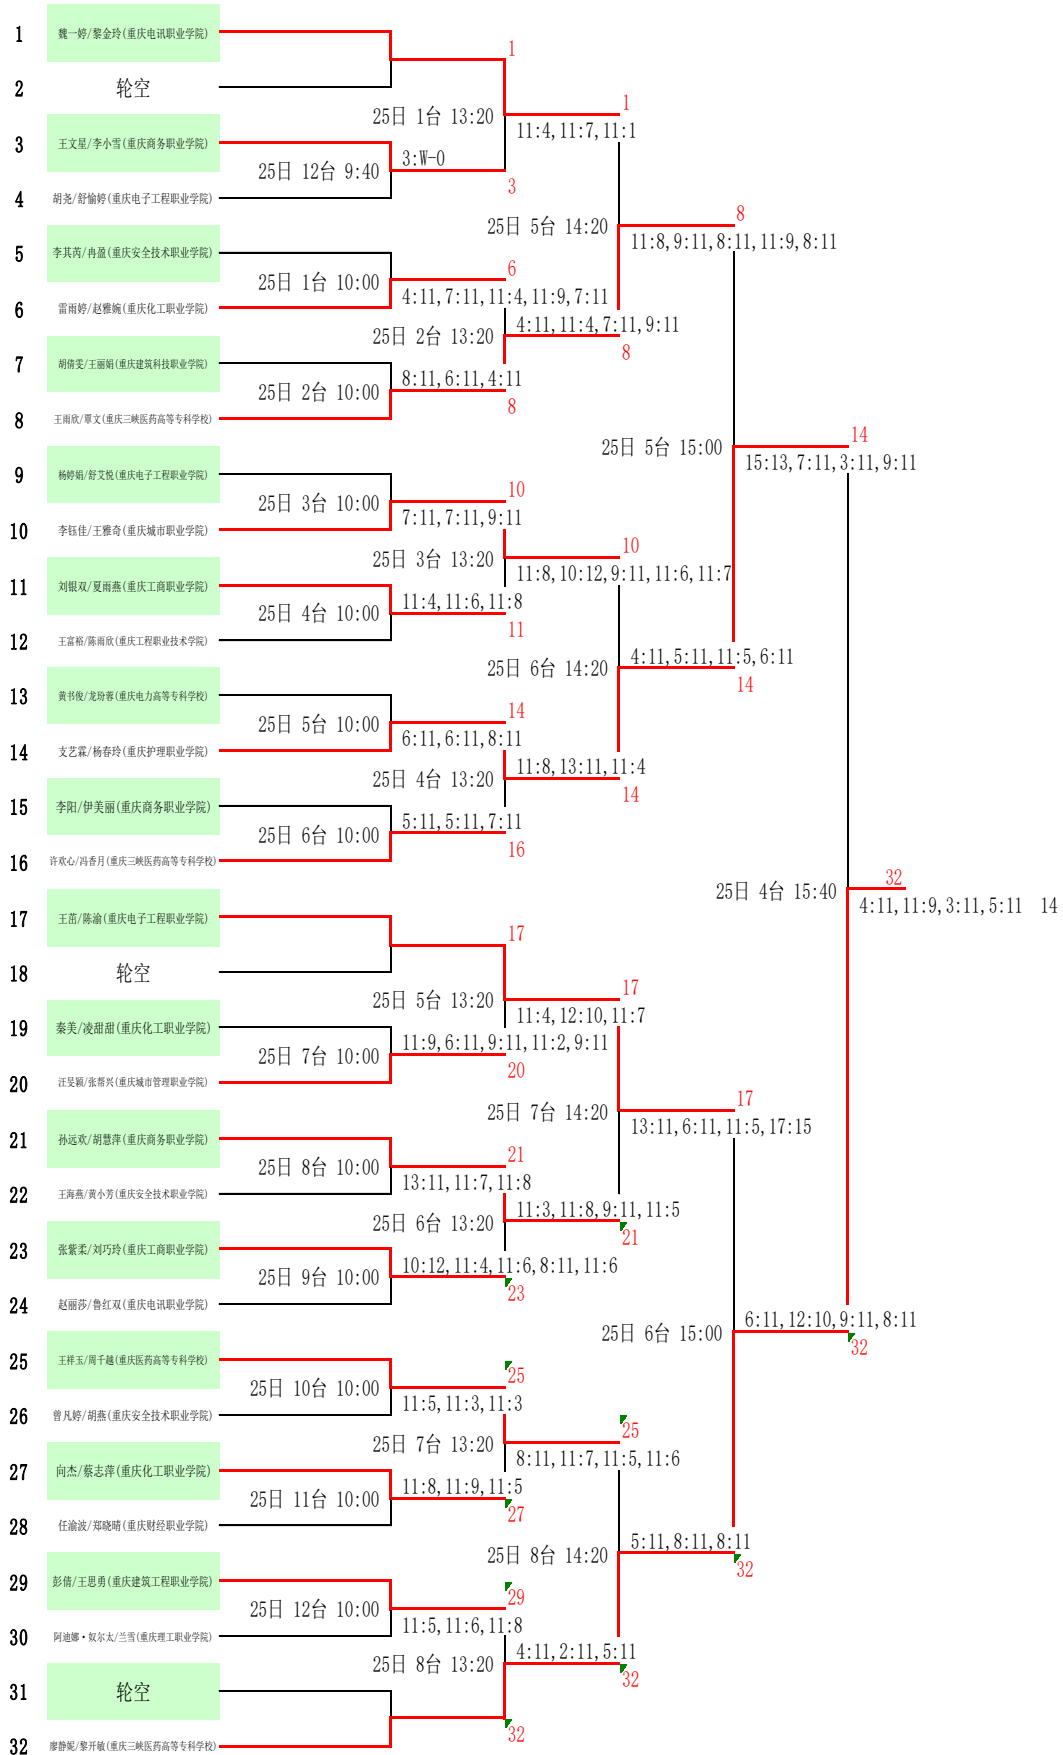 1 魏一婷/黎金玲(重庆电讯职业学院)
1
2 轮空
25日 1台 13:20
1
11:4,11:7,11:1
3 王文星/李小雪(重庆商务职业学院)
25日 12台 9:40
3:W-0
3
4 胡尧/舒愉婷(重庆电子工程职业学院)
25日 5台 14:20
8
11:8,9:11,8:11,11:9,8:11
5 李其芮/冉盈(重庆安全技术职业学院)
25日 1台 10:00
6
4:11,7:11,11:4,11:9,7:11
6 雷雨婷/赵雅婉(重庆化工职业学院)
25日 2台 13:20
4:11,11:4,7:11,9:11
8
7 胡倩雯/王丽娟(重庆建筑科技职业学院)
25日 2台 10:00
8:11,6:11,4:11
8
8 王雨欣/覃文(重庆三峡医药高等专科学校)
25日 5台 15:00
14
15:13,7:11,3:11,9:11
9 杨婷娟/舒艾悦(重庆电子工程职业学院)
25日 3台 10:00
10
7:11,7:11,9:11
10 李钰佳/王雅奇(重庆城市职业学院)
25日 3台 13:20
10
11:8,10:12,9:11,11:6,11:7
11 刘银双/夏雨燕(重庆工商职业学院)
25日 4台 10:00
11:4,11:6,11:8
11
12 王富裕/陈雨欣(重庆工程职业技术学院)
25日 6台 14:20
4:11,5:11,11:5,6:11
14
13 黄书俊/龙玢蓉(重庆电力高等专科学校)
25日 5台 10:00
14
6:11,6:11,8:11
14 支艺霖/杨春玲(重庆护理职业学院)
25日 4台 13:20
11:8,13:11,11:4
14
15 李阳/伊美丽(重庆商务职业学院)
25日 6台 10:00
5:11,5:11,7:11
16
16 许欢心/冯香月(重庆三峡医药高等专科学校)
25日 4台 15:40
32
4:11,11:9,3:11,5:11 14
17 王茁/陈渝(重庆电子工程职业学院)
17
18 轮空
25日 5台 13:20
17
11:4,12:10,11:7
19 秦美/凌甜甜(重庆化工职业学院)
25日 7台 10:00
11:9,6:11,9:11,11:2,9:11
20
20 汪旻颖/张帮兴(重庆城市管理职业学院)
25日 7台 14:20
17
13:11,6:11,11:5,17:15
21 孙远欢/胡慧萍(重庆商务职业学院)
25日 8台 10:00
21
13:11,11:7,11:8
22 王海燕/黄小芳(重庆安全技术职业学院)
25日 6台 13:20
11:3,11:8,9:11,11:5
21
23 张紫柔/刘巧玲(重庆工商职业学院)
25日 9台 10:00
10:12,11:4,11:6,8:11,11:6
23
24 赵丽莎/鲁红双(重庆电讯职业学院)
25日 6台 15:00
6:11,12:10,9:11,8:11
32
25 王祥玉/周千越(重庆医药高等专科学校)
25日 10台 10:00
25
11:5,11:3,11:3
26 曾凡婷/胡燕(重庆安全技术职业学院)
25日 7台 13:20
25
8:11,11:7,11:5,11:6
27 向杰/蔡志萍(重庆化工职业学院)
25日 11台 10:00
11:8,11:9,11:5
27
28 任渝波/郑晓晴(重庆财经职业学院)
25日 8台 14:20
5:11,8:11,8:11
32
29 彭倩/王思勇(重庆建筑工程职业学院)
25日 12台 10:00
29
11:5,11:6,11:8
30 阿迪娜·奴尔太/兰雪(重庆理工职业学院)
25日 8台 13:20
4:11,2:11,5:11
32
31 轮空
32
32 廖静妮/黎开敏(重庆三峡医药高等专科学校)